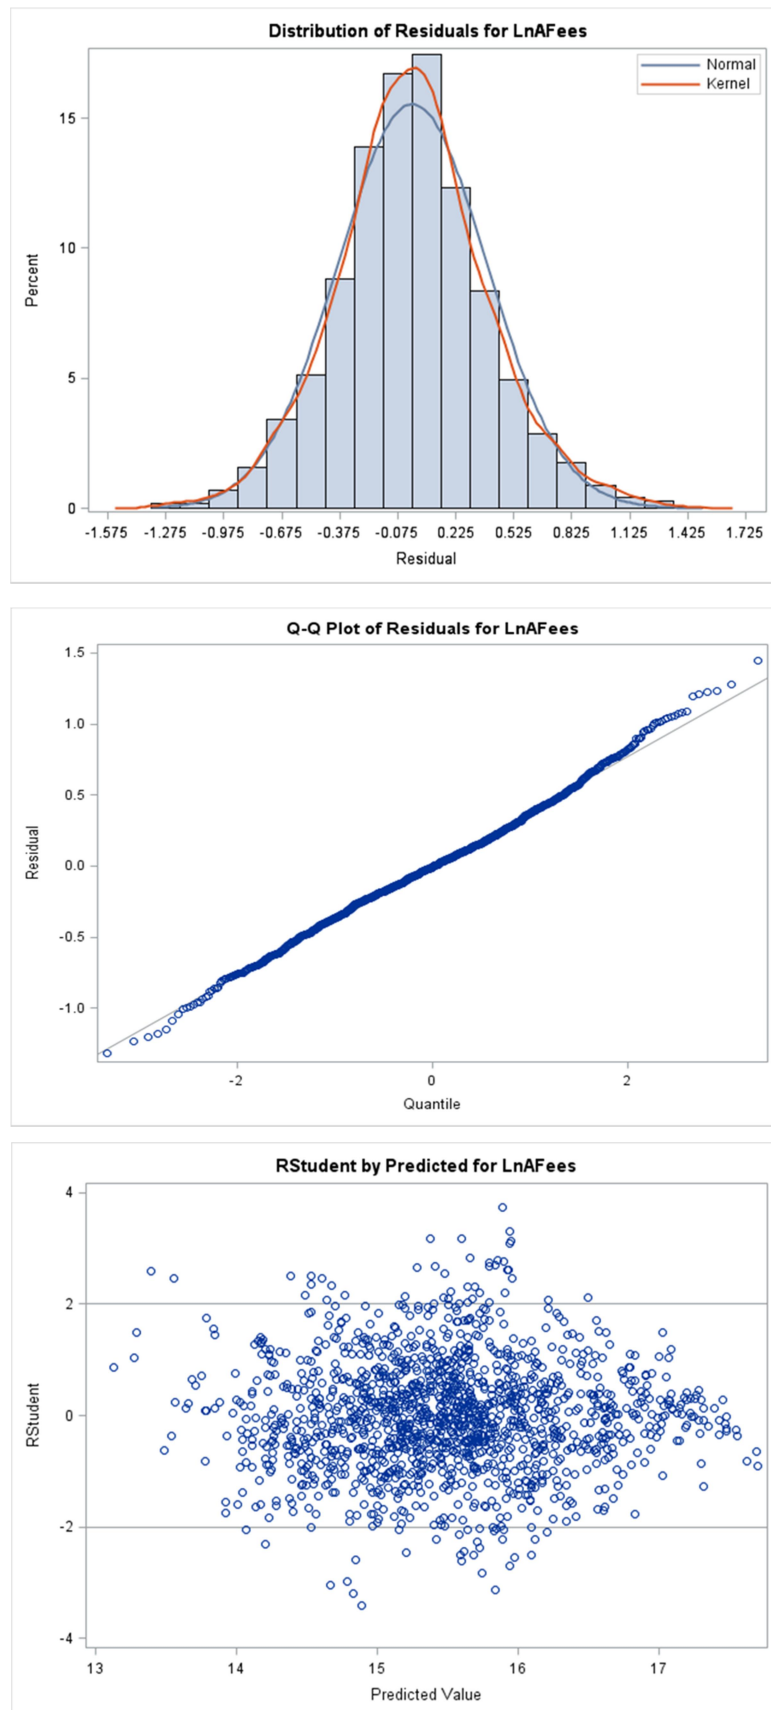 Distribution of Residuals for LnAFees
Normal
Kernel
15
10
5
0
Percent
-1.575 -1.275 -0.975 -0.675 -0.375 -0.075 0.225 0.525 0.825 1.125 1.425 1.725
Residual
Q-Q Plot of Residuals for LnAFees
1.5
1.0
0.5
0.0
-0.5
-1.0
Residual
-2 0 2
Quantile
RStudent by Predicted for LnAFees
4
2
0
-2
-4
RStudent
13 14 15 16 17
Predicted Value